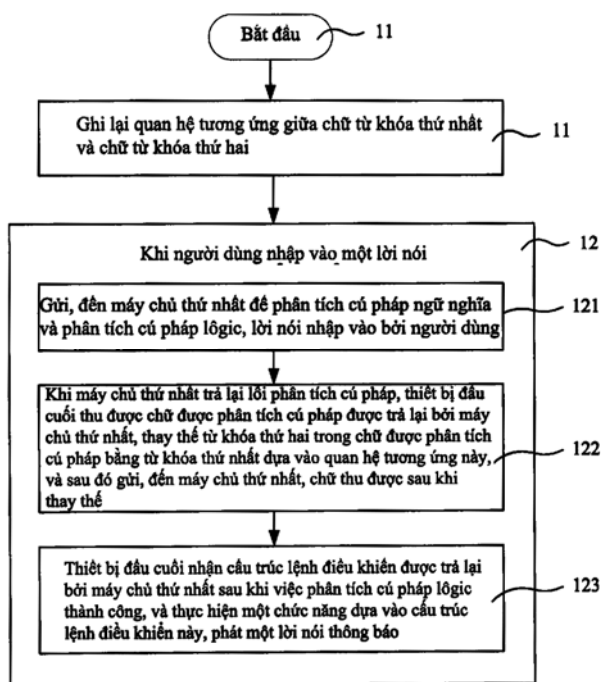 Bắt đầu
11
Ghi lại quan hệ tương ứng giữa chữ từ khóa thứ nhất
và chữ từ khóa thứ hai
11
Khi người dùng nhập vào một lời nói
12
Gửi, đến máy chủ thứ nhất để phân tích cú pháp ngữ nghĩa
và phân tích cú pháp lôgic, lời nói nhập vào bởi người dùng
121
Khi máy chủ thứ nhất trả lại lỗi phân tích cú pháp, thiết bị đầu
cuối thu được chữ được phân tích cú pháp được trả lại bởi máy
chủ thứ nhất, thay thế từ khóa thứ hai trong chữ được phân tích
cú pháp bằng từ khóa thứ nhất dựa vào quan hệ tương ứng này,
và sau đó gửi, đến máy chủ thứ nhất, chữ thu được sau khi
thay thế
122
Thiết bị đầu cuối nhận cấu trúc lệnh điều khiển được trả lại
bởi máy chủ thứ nhất sau khi việc phân tích cú pháp lôgic
thành công, và thực hiện một chức năng dựa vào cấu trúc
lệnh điều khiển này, phát một lời nói thông báo
123